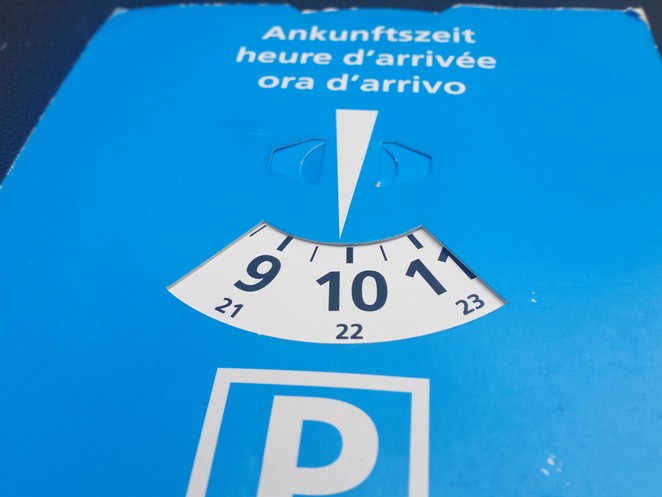 Ankunftszeit
heure d'arrivée
ora d'arrivo
9 10 11
21 22 23
P